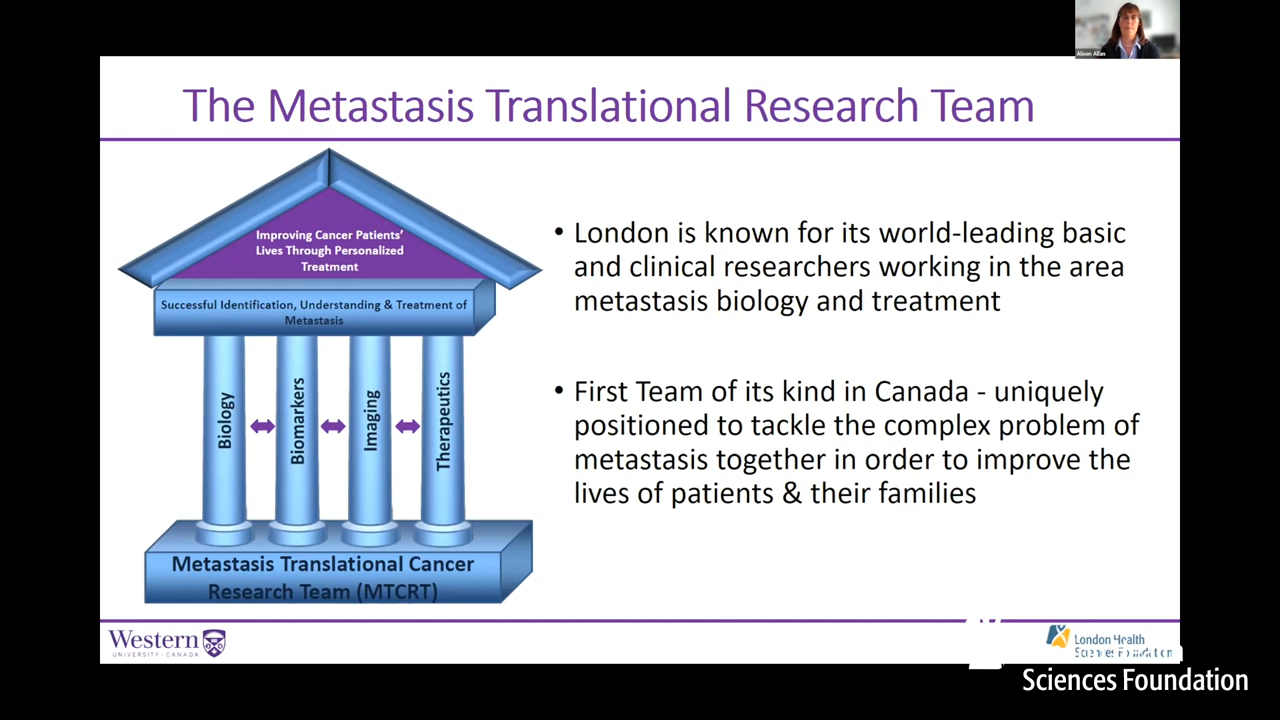 Alison Allan
The Metastasis Translational Research Team
Improving Cancer Patients'
Lives Through Personalized
Treatment
Successful Identification, Understanding & Treatment of
Metastasis
Biology
Biomarkers
Imaging
Therapeutics
Metastasis Translational Cancer
Research Team (MTCRT)
• London is known for its world-leading basic
and clinical researchers working in the area
metastasis biology and treatment
• First Team of its kind in Canada - uniquely
positioned to tackle the complex problem of
metastasis together in order to improve the
lives of patients & their families
Western
UNIVERSITY · CANADA
London Health
Sciences Foundation
Sciences Foundation